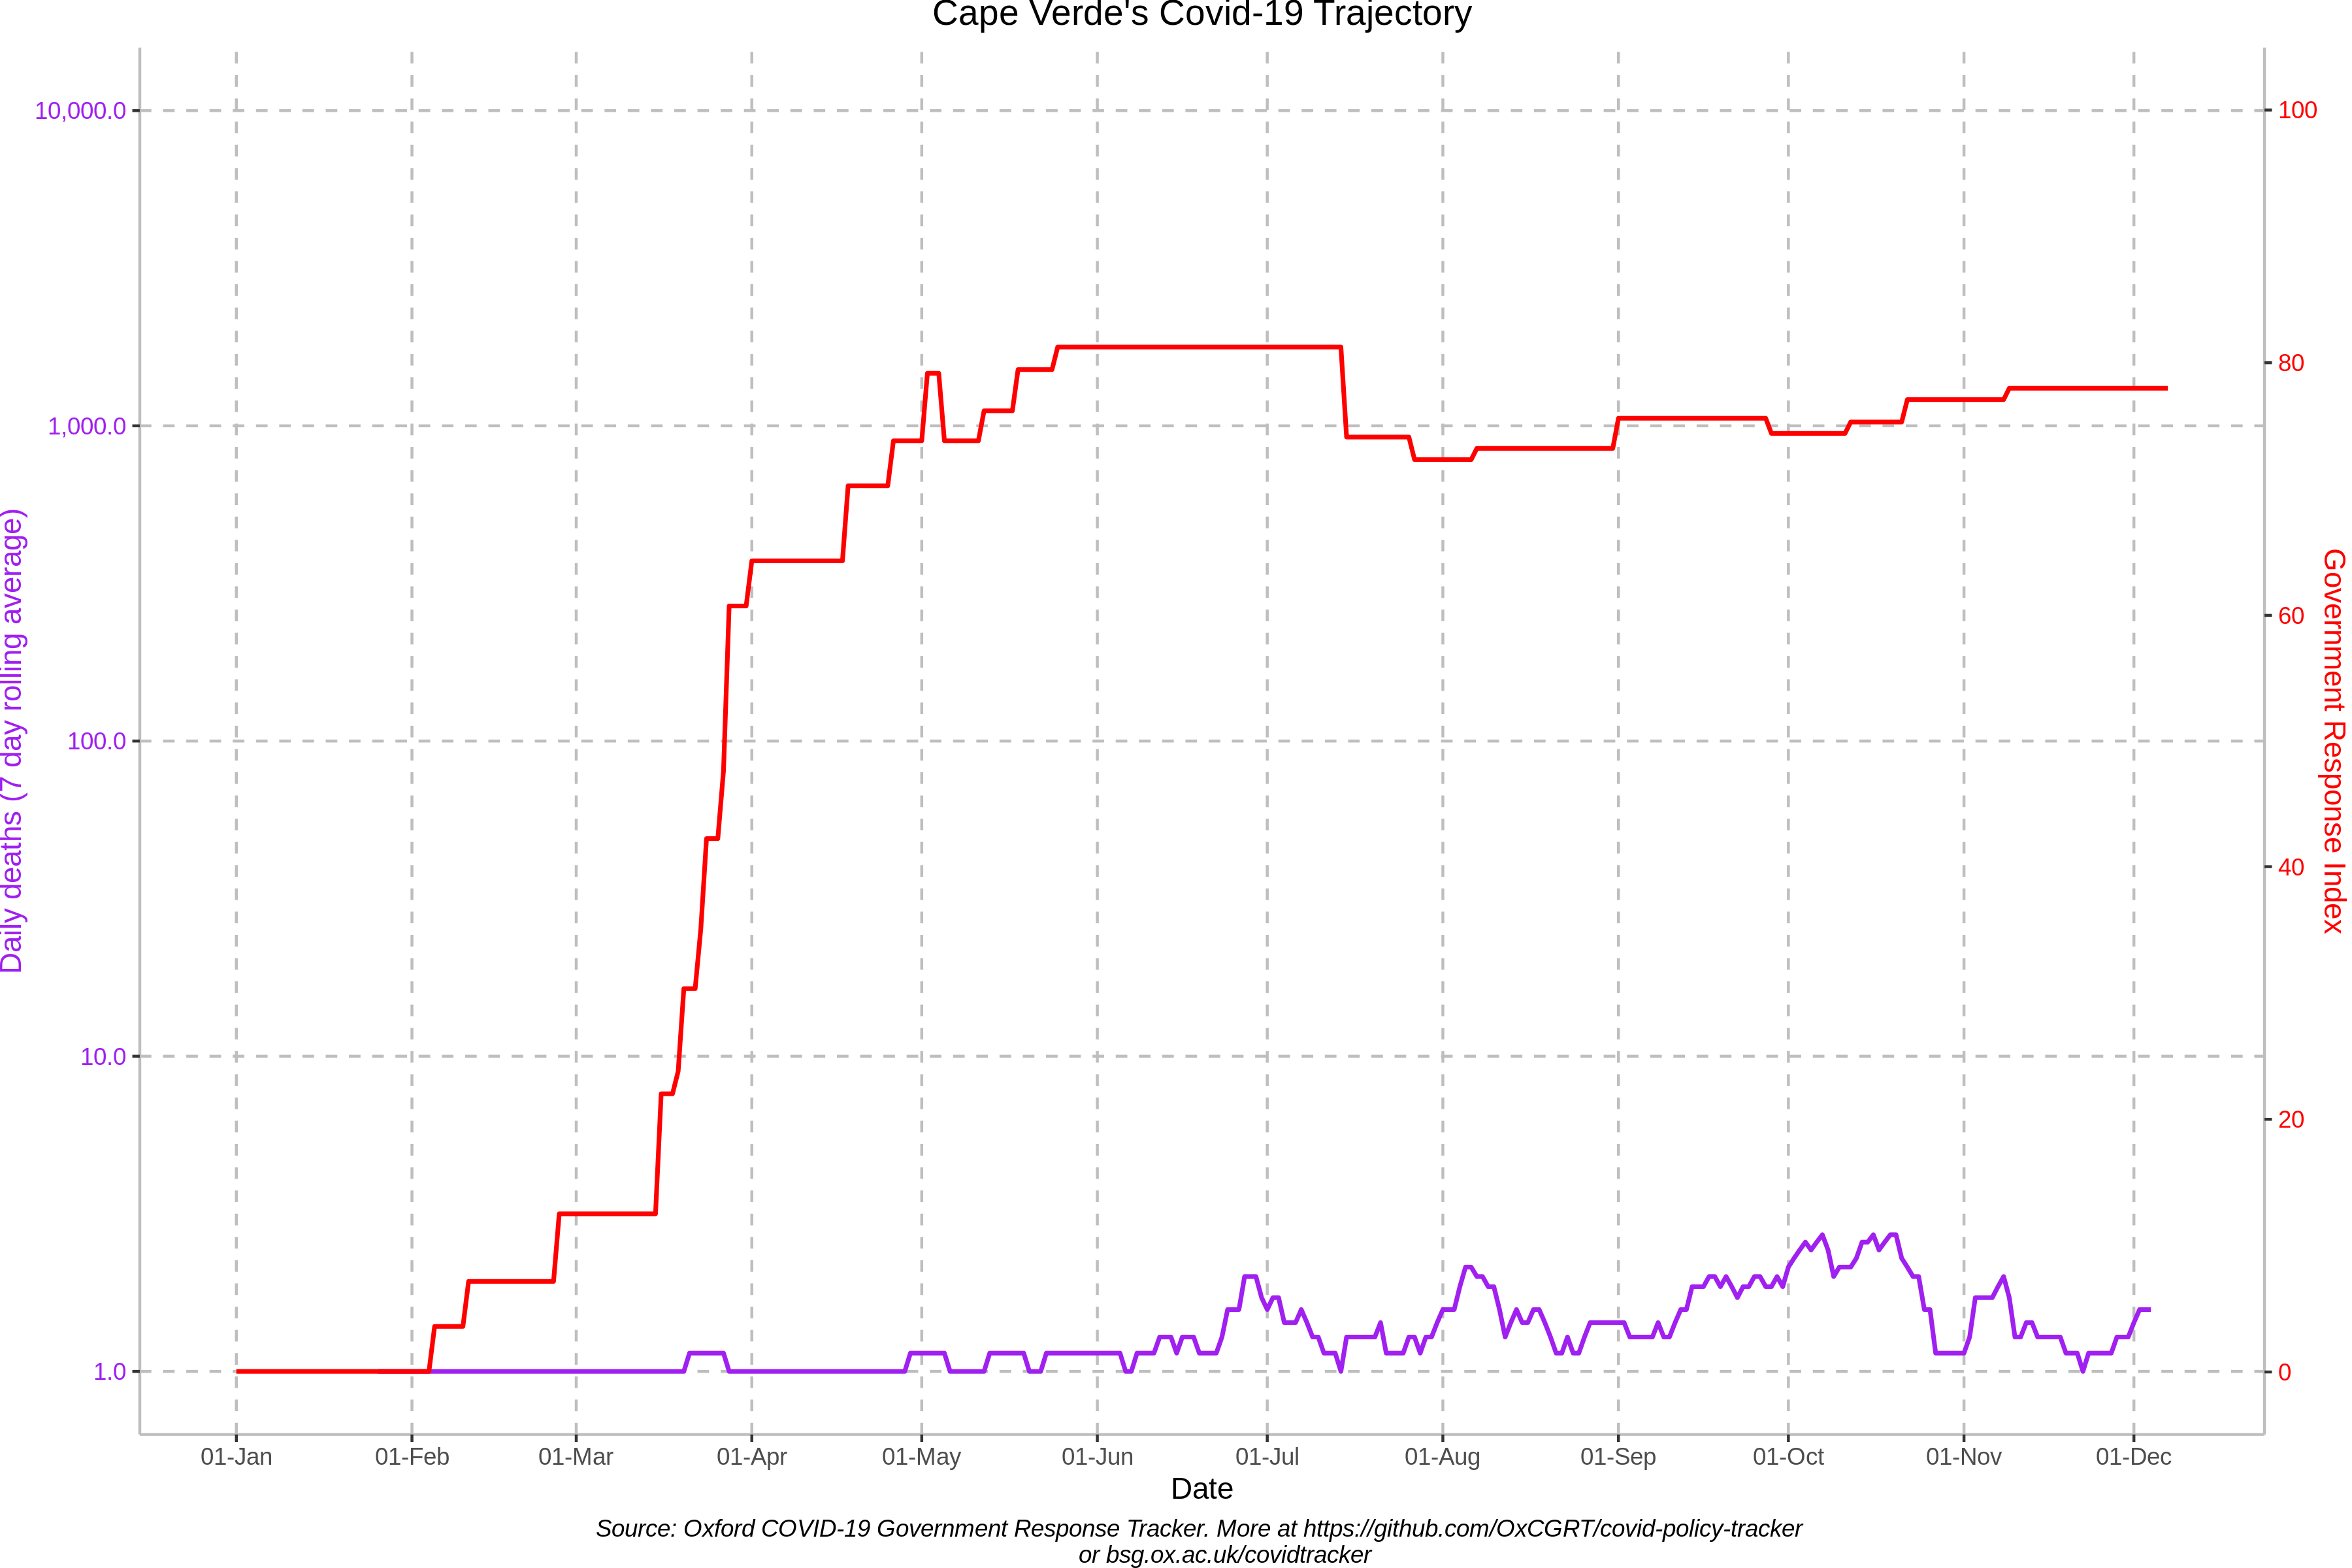 Cape Verde's Covid-19 Trajectory
Daily deaths (7 day rolling average)
10,000.0
1,000.0
100.0
10.0
1.0
100
80
60
40
20
0
Government Response Index
01-Jan
01-Feb
01-Mar
01-Apr
01-May
01-Jun
01-Jul
01-Aug
01-Sep
01-Oct
01-Nov
01-Dec
Date
Source: Oxford COVID-19 Government Response Tracker. More at https://github.com/OxCGRT/covid-policy-tracker
or bsg.ox.ac.uk/covidtracker